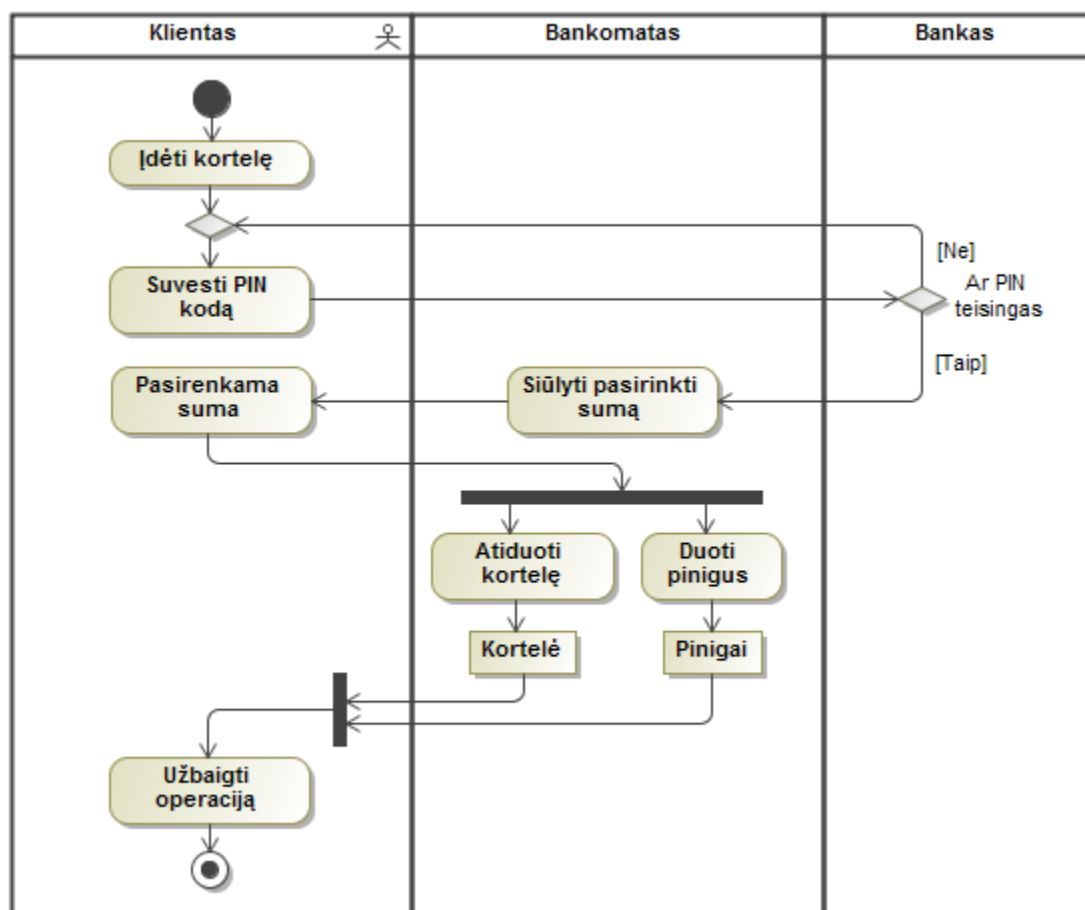 Klientas
Bankomatas
Bankas
Įdėti kortelę
[Ne]
Suvesti PIN
kodą
Ar PIN
teisingas
[Taip]
Pasirenkama
suma
Siūlyti pasirinkti
sumą
Atiduoti
kortelę
Duoti
pinigus
Kortelė
Pinigai
Užbaigti
operaciją